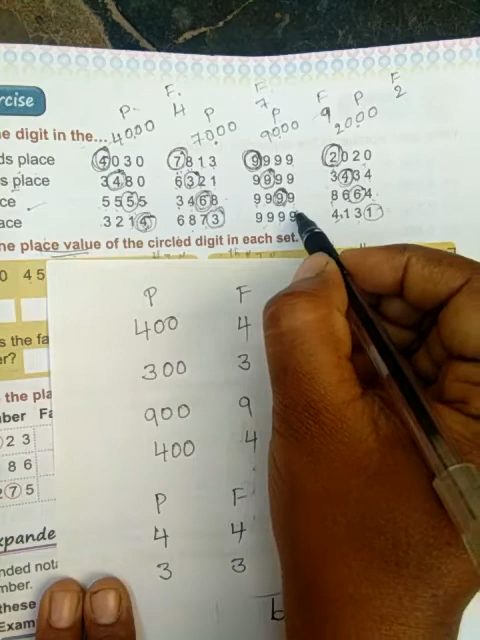 F. F F F
P. 4 P 7 P 9 P 2
4000 7000 9000 2000
rcise
e digit in the...
ds place 4030 7813 9999 2020
s place 3480 6321 9999 3434
ce 5555 3468 9999 8664
ace 3214 6873 9999 4131
he place value of the circled digit in each set.
0 45
P F
400 4
s the fa
er?
300 3
the pla
900 9
mber Fa
400 4
23
86
75
P F
xpande
4 4
nded nota
mber.
3 3
these
Exam